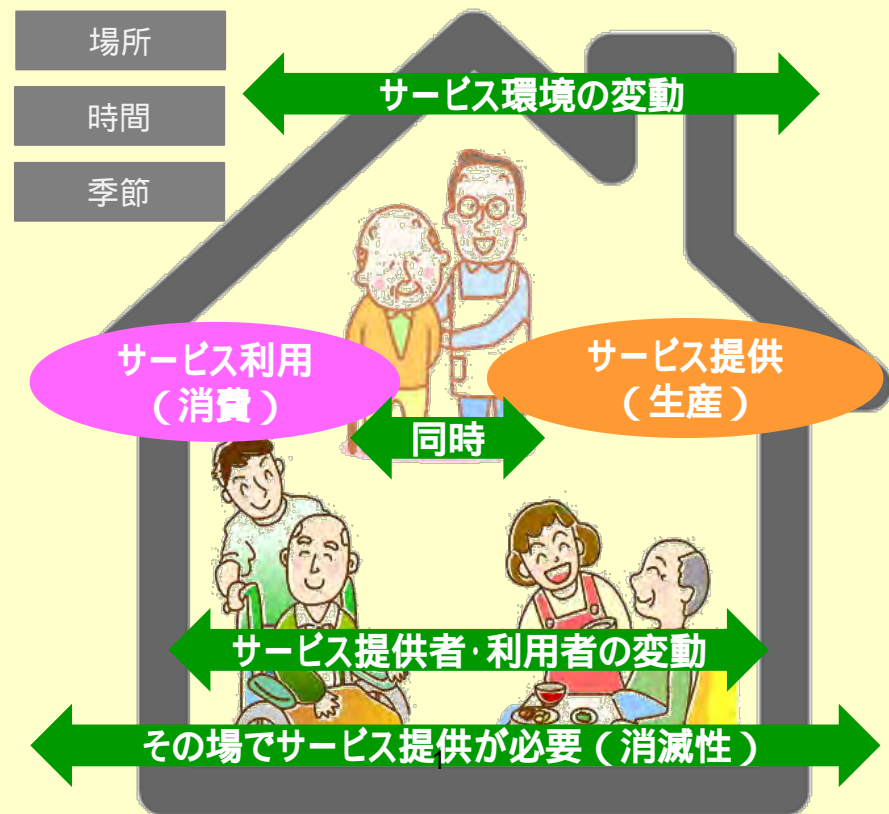 場所
時間
季節
サービス環境の変動
サービス利用
（消費）
サービス提供
（生産）
同時
サービス提供者･利用者の変動
その場でサービス提供が必要（消滅性）
1